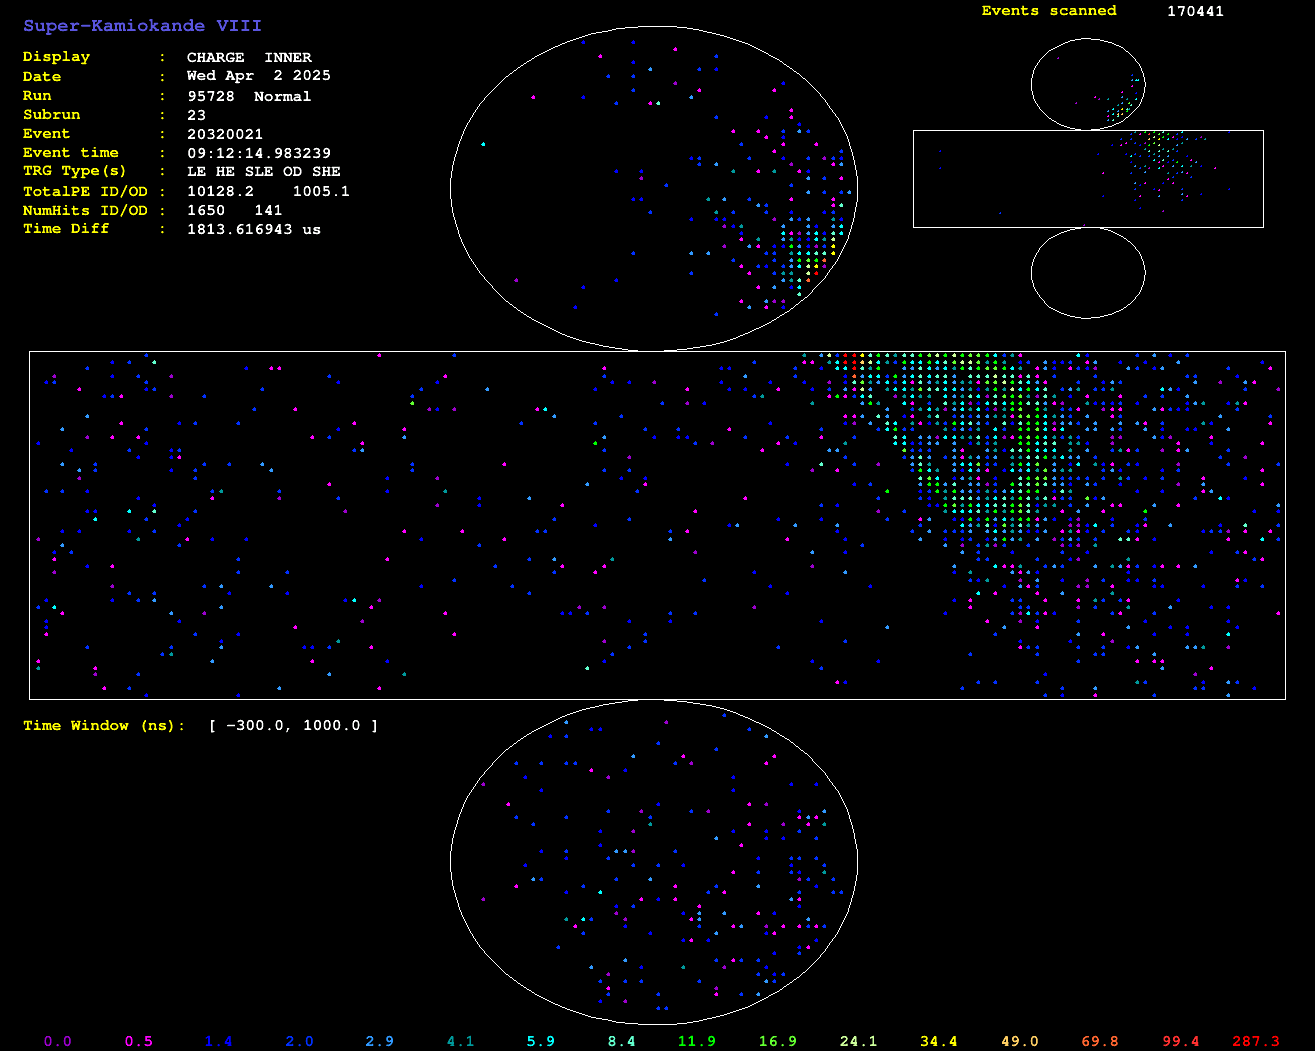 Super-Kamiokande VIII
Events scanned 170441
Display : CHARGE INNER
Date : Wed Apr 2 2025
Run : 95728 Normal
Subrun : 23
Event : 20320021
Event time : 09:12:14.983239
TRG Type(s) : LE HE SLE OD SHE
TotalPE ID/OD : 10128.2 1005.1
NumHits ID/OD : 1650 141
Time Diff : 1813.616943 us
Time Window (ns): [ -300.0, 1000.0 ]
0.0 0.5 1.4 2.0 2.9 4.1 5.9 8.4 11.9 16.9 24.1 34.4 49.0 69.8 99.4 287.3